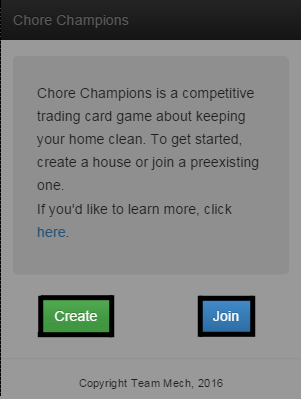 Chore Champions
Chore Champions is a competitive
trading card game about keeping
your home clean. To get started,
create a house or join a preexisting
one.
If you'd like to learn more, click
here.
Create
Join
Copyright Team Mech, 2016